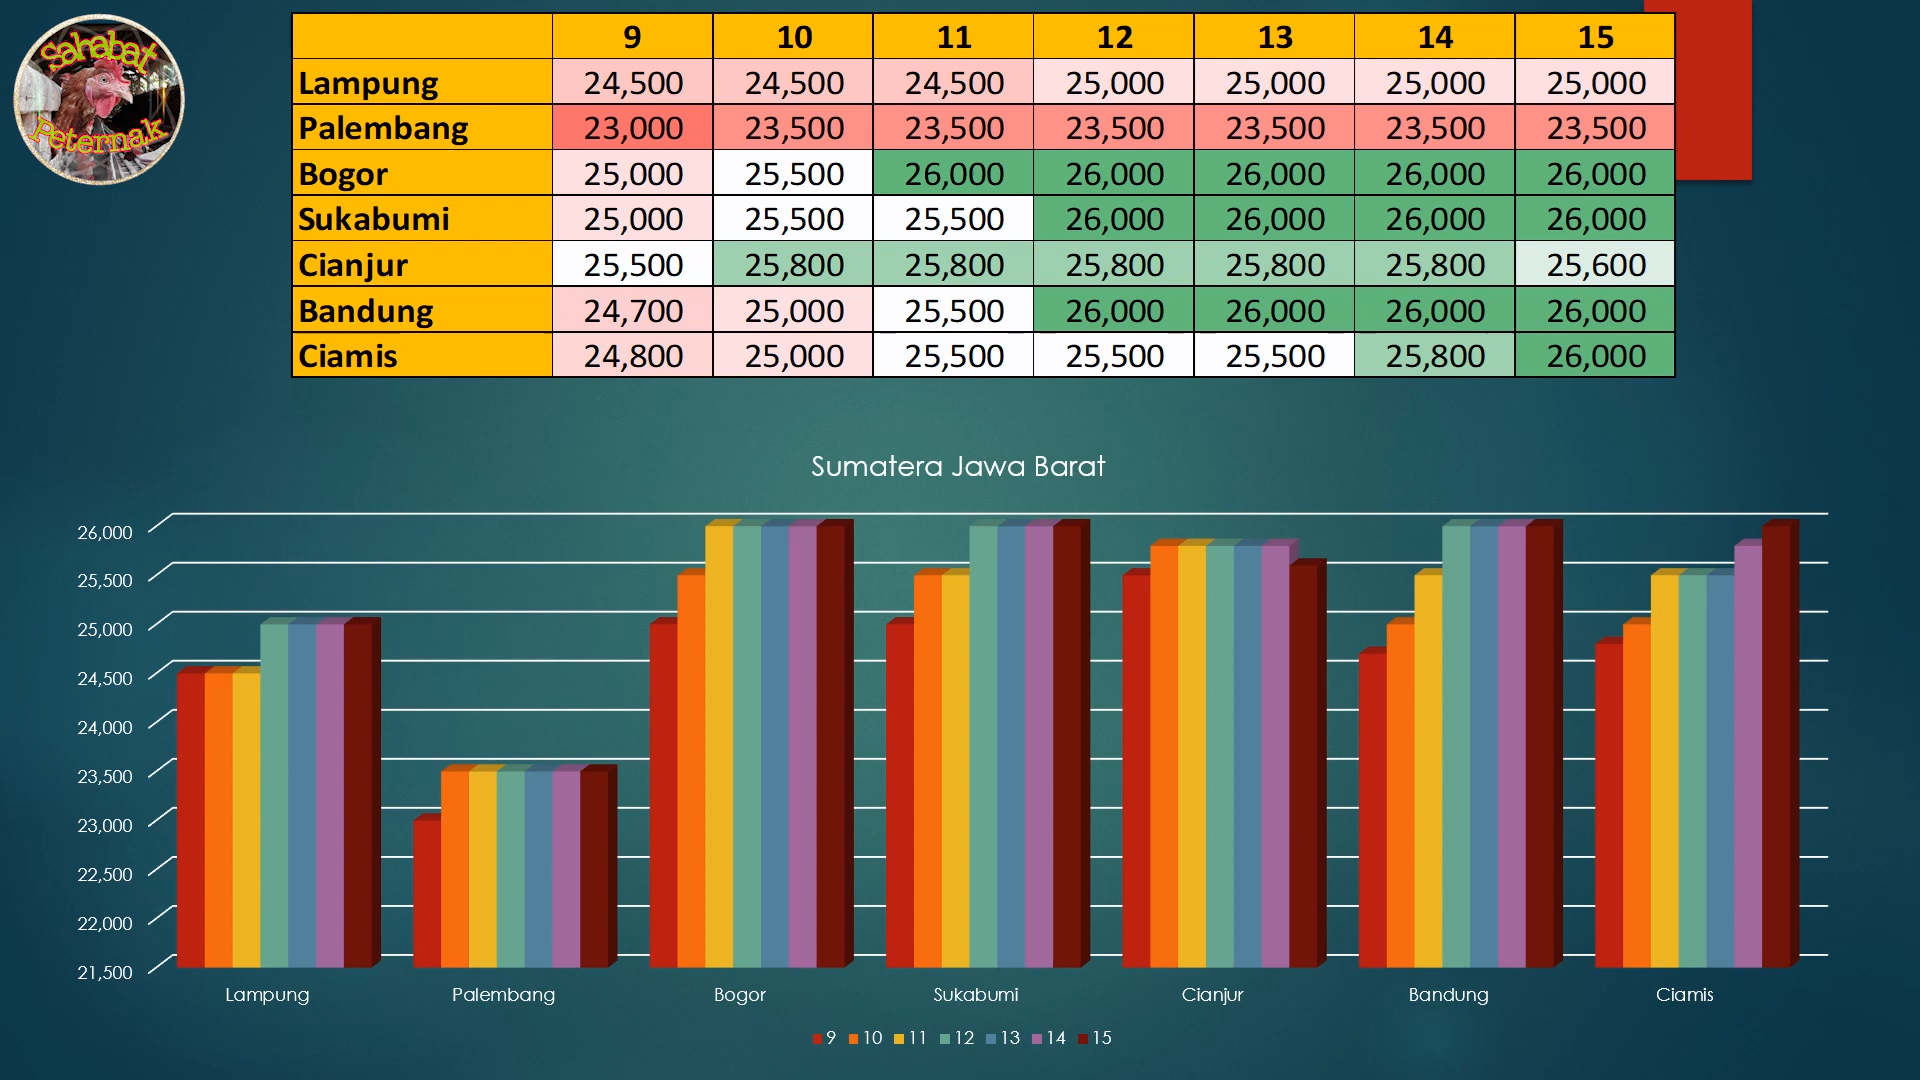 Sahabat
Peternak
9 10 11 12 13 14 15
Lampung 24,500 24,500 24,500 25,000 25,000 25,000 25,000
Palembang 23,000 23,500 23,500 23,500 23,500 23,500 23,500
Bogor 25,000 25,500 26,000 26,000 26,000 26,000 26,000
Sukabumi 25,000 25,500 25,500 26,000 26,000 26,000 26,000
Cianjur 25,500 25,800 25,800 25,800 25,800 25,800 25,600
Bandung 24,700 25,000 25,500 26,000 26,000 26,000 26,000
Ciamis 24,800 25,000 25,500 25,500 25,500 25,800 26,000
Sumatera Jawa Barat
26,000
25,500
25,000
24,500
24,000
23,500
23,000
22,500
22,000
21,500
Lampung Palembang Bogor Sukabumi Cianjur Bandung Ciamis
9 10 11 12 13 14 15